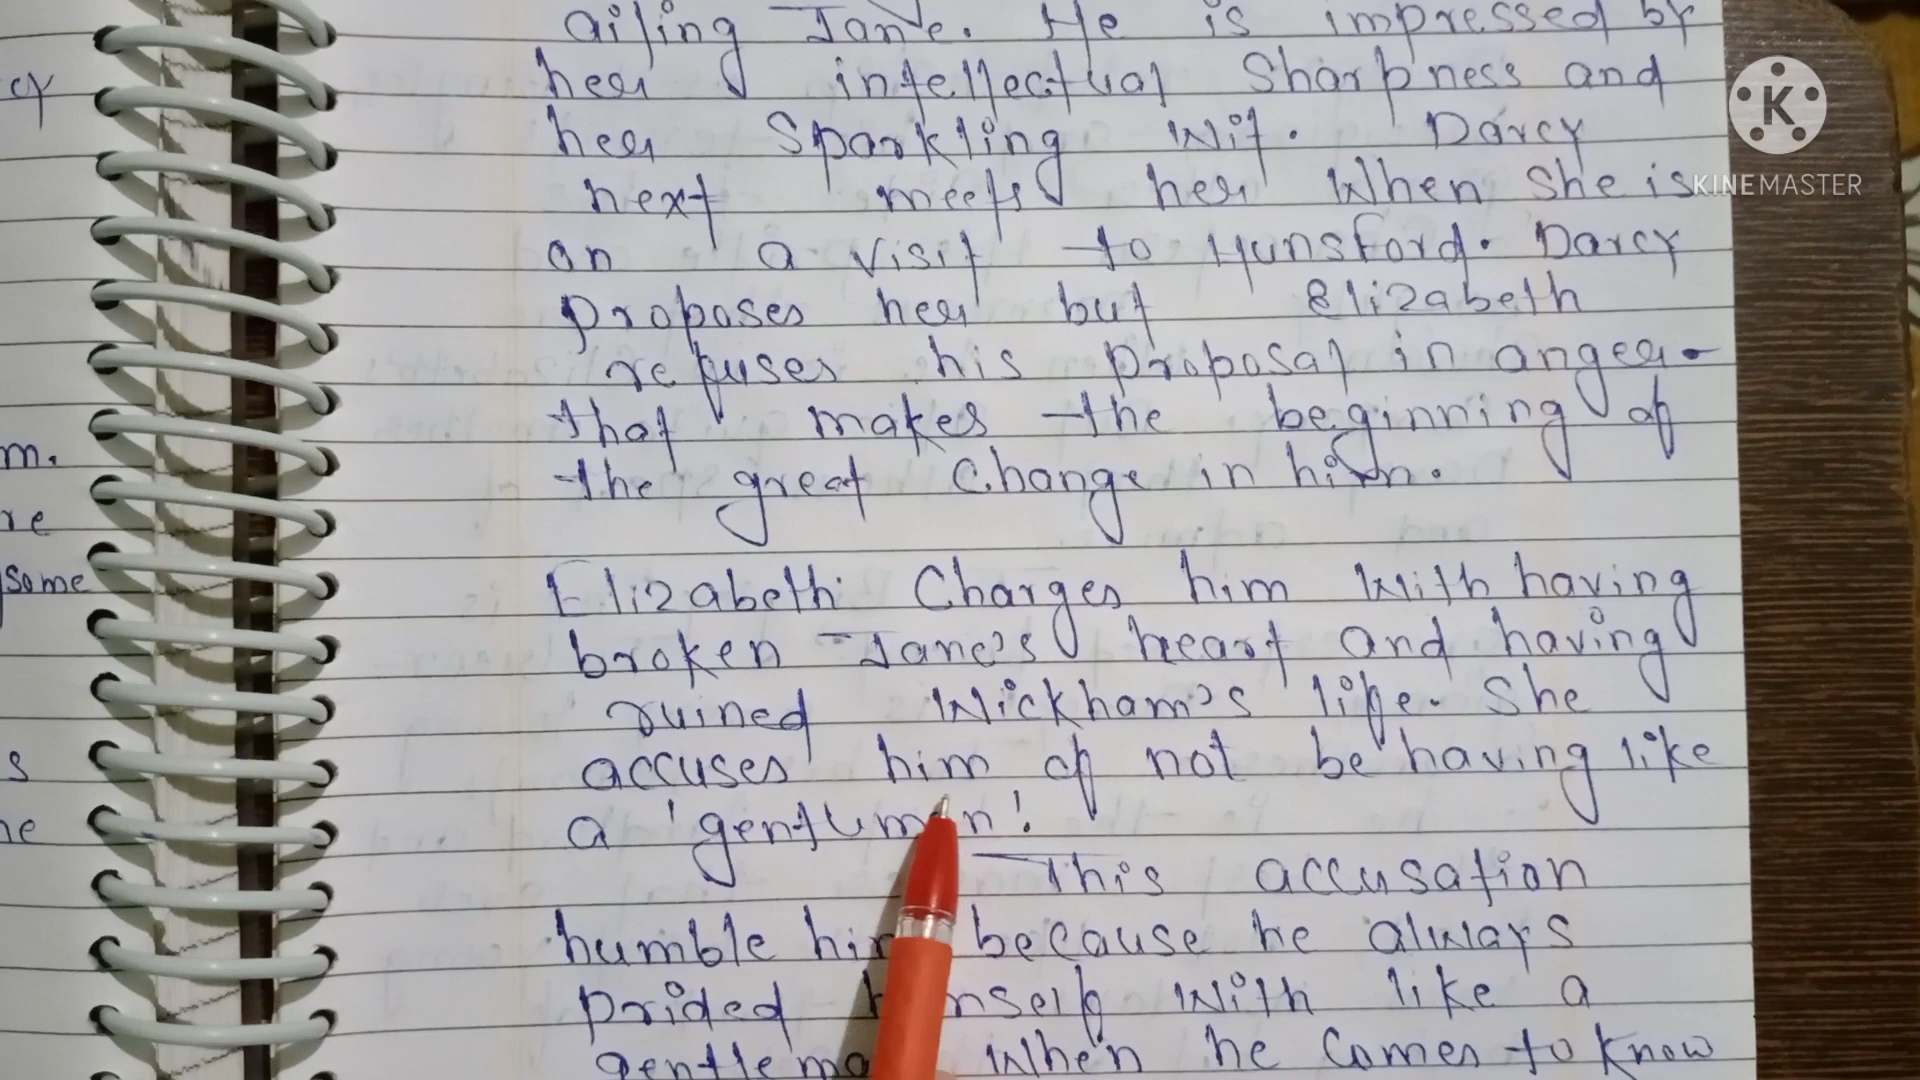 ailing Jane. He is impressed by
her intellectual Sharpness and
her Sparkling Wit. Darcy
next meets her When She is
on a visit to Hunsford. Darcy
proposes her but Elizabeth
refuses his proposal in anger.
that makes the beginning of
the great Change in him.
Elizabeth Charges him With having
broken Jane's heart and having
ruined Wickham's life. She
accuses him of not behaving like
a
This accusation
humble because he always
prided With like a
When he Comes to Know
cy
m.
re
Some
s
he
K
KINEMASTER